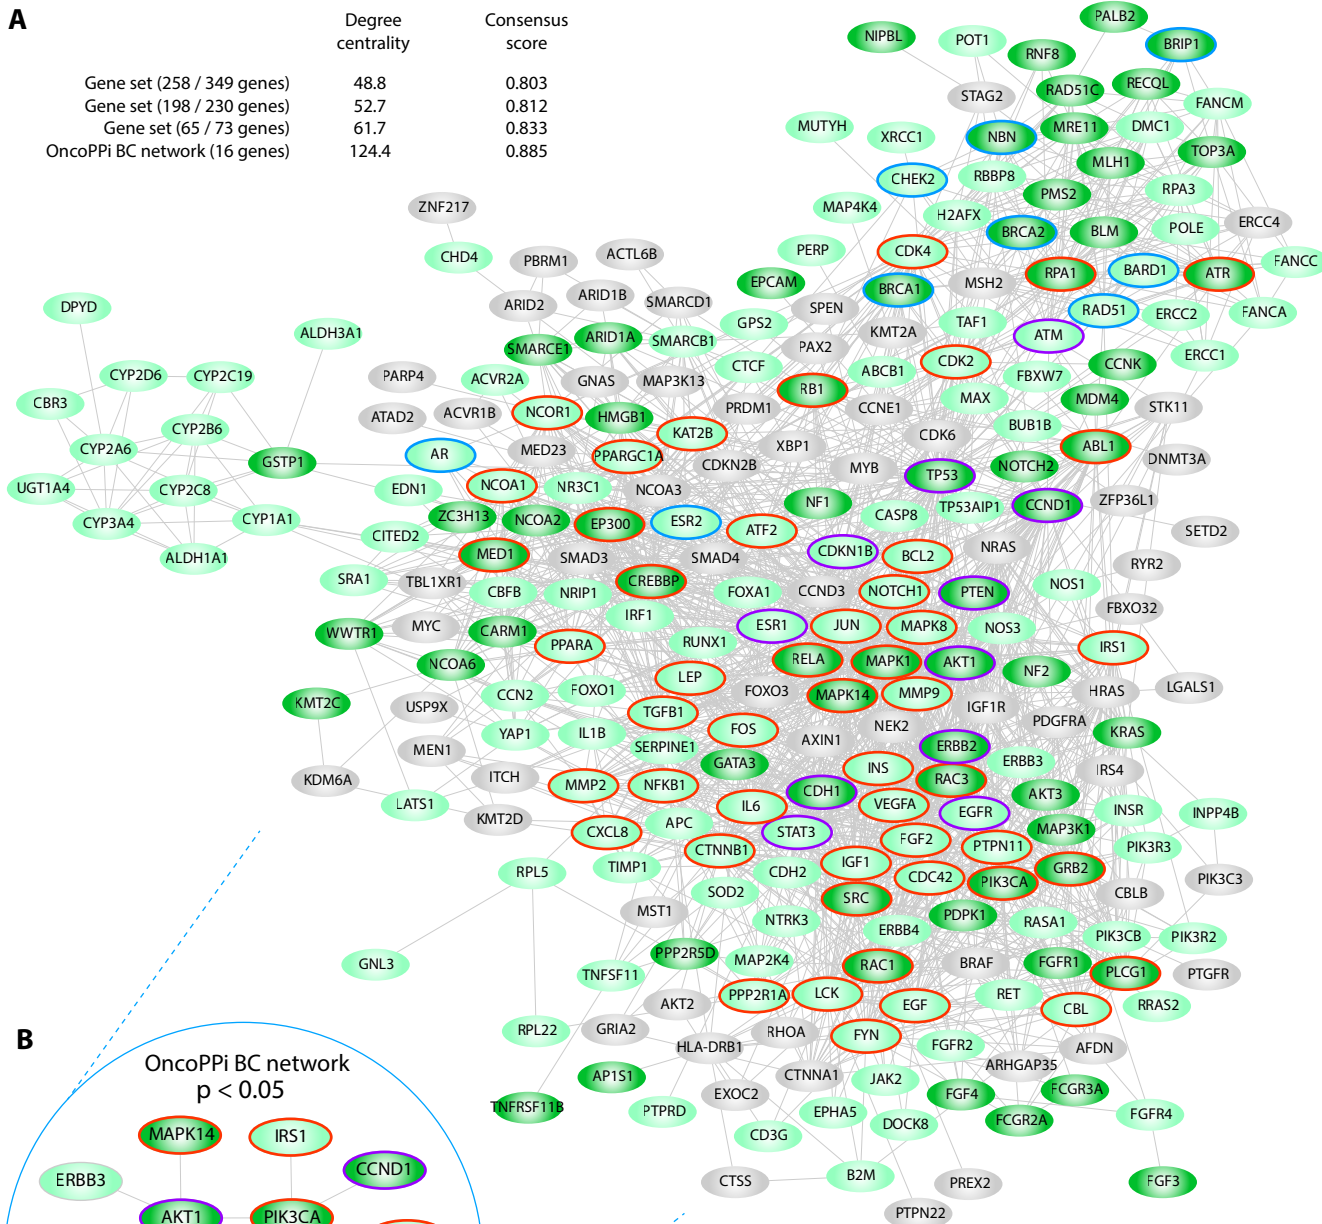 A
Degree centrality
Consensus score
Gene set (258 / 349 genes) 48.8 0.803
Gene set (198 / 230 genes) 52.7 0.812
Gene set (65 / 73 genes) 61.7 0.833
OncoPPi BC network (16 genes) 124.4 0.885
PALB2
NIPBL
POT1
BRIP1
RNF8
STAG2
RAD51C
RECQL
FANCM
MUTYH
XRCC1
NBN
MRE11
DMC1
TOP3A
MLH1
CHEK2
RBBP8
PMS2
RPA3
ZNF217
MAP4K4
H2AFX
BRCA2
BLM
POLE
ERCC4
CHD4
PBRM1
ACTL6B
PERP
CDK4
RPA1
BARD1
ATR
FANCC
EPCAM
BRCA1
MSH2
ARID2
ARID1B
SMARCD1
SPEN
RAD51
ERCC2
FANCA
DPYD
ALDH3A1
GPS2
KMT2A
TAF1
ATM
SMARCE1
ARID1A
SMARCB1
PAX2
ERCC1
CYP2D6
CYP2C19
PARP4
ACVR2A
GNAS
MAP3K13
CTCF
ABCB1
CDK2
FBXW7
CCNK
CBR3
ATAD2
ACVR1B
NCOR1
HMGB1
KAT2B
PRDM1
RB1
CCNE1
MAX
MDM4
STK11
CYP2B6
CYP2A6
AR
MED23
PPARGC1A
CDKN2B
XBP1
CDK6
BUB1B
ABL1
GSTP1
MYB
NOTCH2
DNMT3A
UGT1A4
CYP2C8
EDN1
NCOA1
NR3C1
NCOA3
TP53
CYP3A4
CYP1A1
ZC3H13
NCOA2
EP300
ESR2
ATF2
NF1
CASP8
TP53AIP1
CCND1
ZFP36L1
CITED2
SETD2
ALDH1A1
MED1
SMAD3
SMAD4
CDKN1B
BCL2
NRAS
RYR2
SRA1
TBL1XR1
CBFB
NRIP1
CREBBP
FOXA1
CCND3
NOTCH1
PTEN
NOS1
FBXO32
WWTR1
MYC
CARM1
IRF1
ESR1
JUN
MAPK8
NOS3
PPARA
RUNX1
IRS1
NCOA6
RELA
MAPK1
AKT1
NF2
LEP
KMT2C
CCN2
FOXO1
FOXO3
MAPK14
MMP9
HRAS
LGALS1
USP9X
TGFB1
IGF1R
PDGFRA
YAP1
IL1B
FOS
NEK2
KRAS
MEN1
SERPINE1
AXIN1
ERBB2
KDM6A
ITCH
GATA3
INS
ERBB3
IRS4
MMP2
NFKB1
CDH1
RAC3
AKT3
LATS1
IL6
VEGFA
EGFR
INSR
INPP4B
KMT2D
CXCL8
APC
STAT3
MAP3K1
CTNNB1
FGF2
PTPN11
PIK3R3
RPL5
TIMP1
CDH2
IGF1
CDC42
PIK3CA
GRB2
PIK3C3
SOD2
SRC
CBLB
MST1
NTRK3
PDPK1
RASA1
ERBB4
PIK3CB
PIK3R2
GNL3
PPP2R5D
MAP2K4
RAC1
BRAF
FGFR1
PLCG1
PTGFR
TNFSF11
PPP2R1A
LCK
EGF
RET
CBL
RRAS2
AKT2
RPL22
GRIA2
HLA-DRB1
RHOA
FYN
FGFR2
AFDN
ARHGAP35
AP1S1
CTNNA1
JAK2
FCGR3A
EXOC2
FGF4
TNFRSF11B
PTPRD
EPHA5
DOCK8
FCGR2A
FGFR4
CD3G
CTSS
B2M
PREX2
FGF3
PTPN22
B
OncoPPi BC network
p < 0.05
MAPK14
IRS1
CCND1
ERBB3
AKT1
PIK3CA